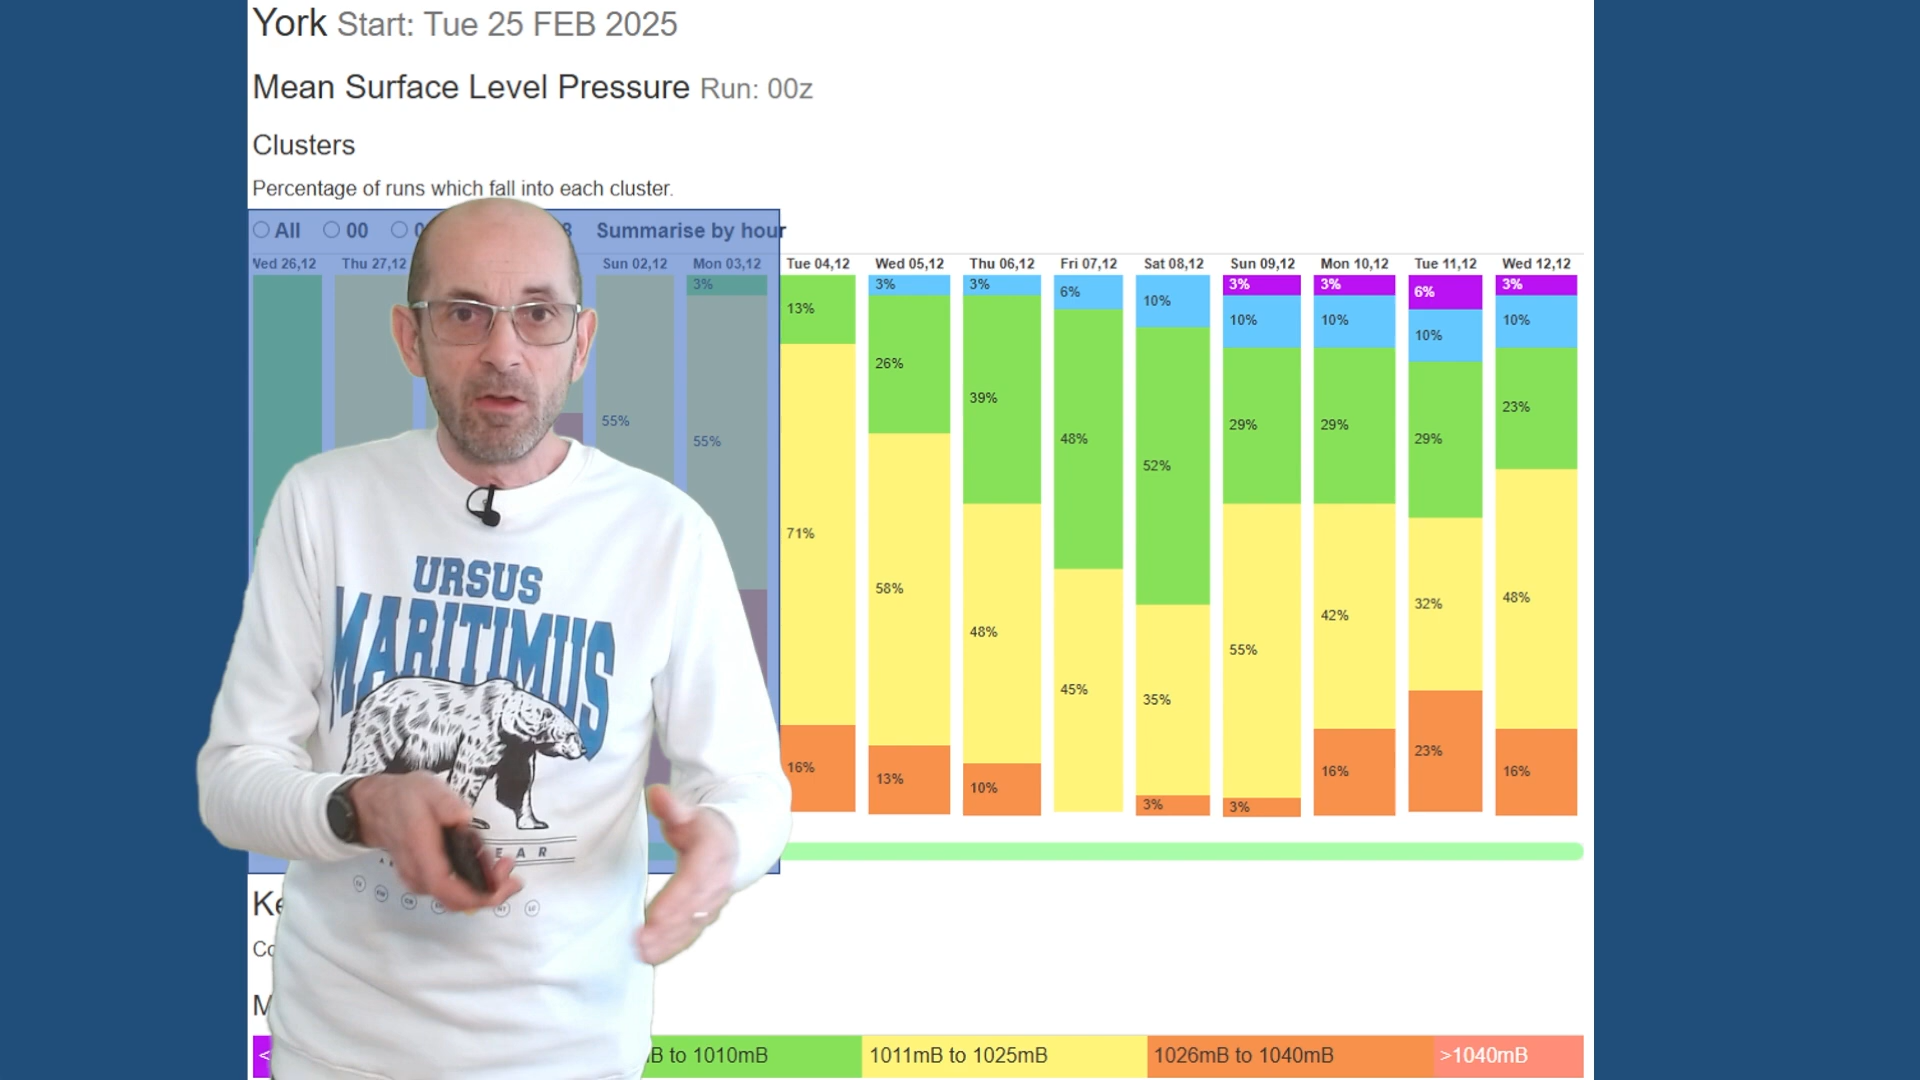 York Start: Tue 25 FEB 2025
Mean Surface Level Pressure Run: 00z
Clusters
Percentage of runs which fall into each cluster.
All 00 Summarise by hour
Wed 26,12 Thu 27,12 Sun 02,12 Mon 03,12 Tue 04,12 Wed 05,12 Thu 06,12 Fri 07,12 Sat 08,12 Sun 09,12 Mon 10,12 Tue 11,12 Wed 12,12
3% 3% 3% 6% 10% 3% 3% 6% 3%
13% 10% 10% 10% 10%
55% 55% 26% 39% 48% 52% 29% 29% 29% 23%
71% 58% 48% 45% 35% 55% 42% 32% 48%
16% 13% 10% 3% 3% 16% 23% 16%
URSUS
MARITIMUS
EAR
B to 1010mB 1011mB to 1025mB 1026mB to 1040mB >1040mB